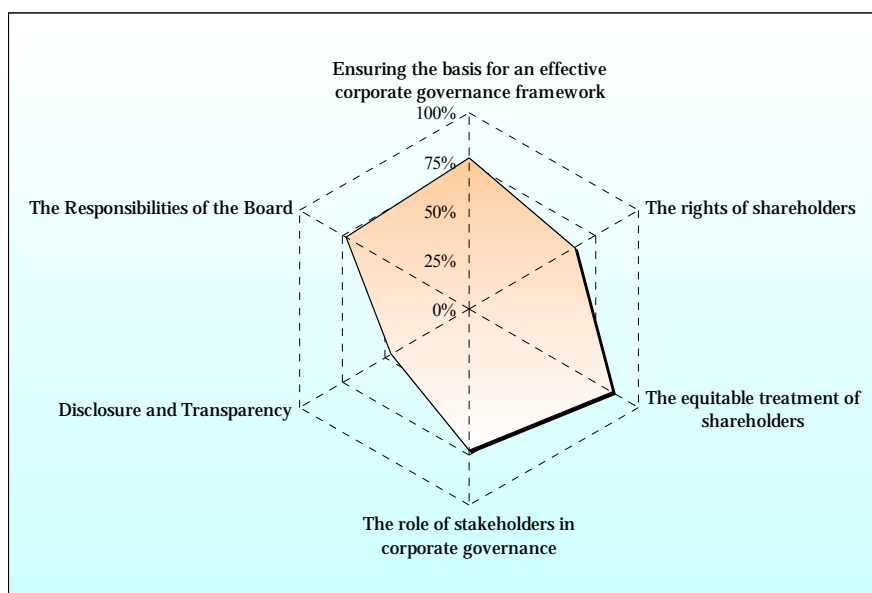 Ensuring the basis for an effective
corporate governance framework
100%
75%
The Responsibilities of the Board
The rights of shareholders
50%
25%
0%
Disclosure and Transparency
The equitable treatment of
shareholders
The role of stakeholders in
corporate governance